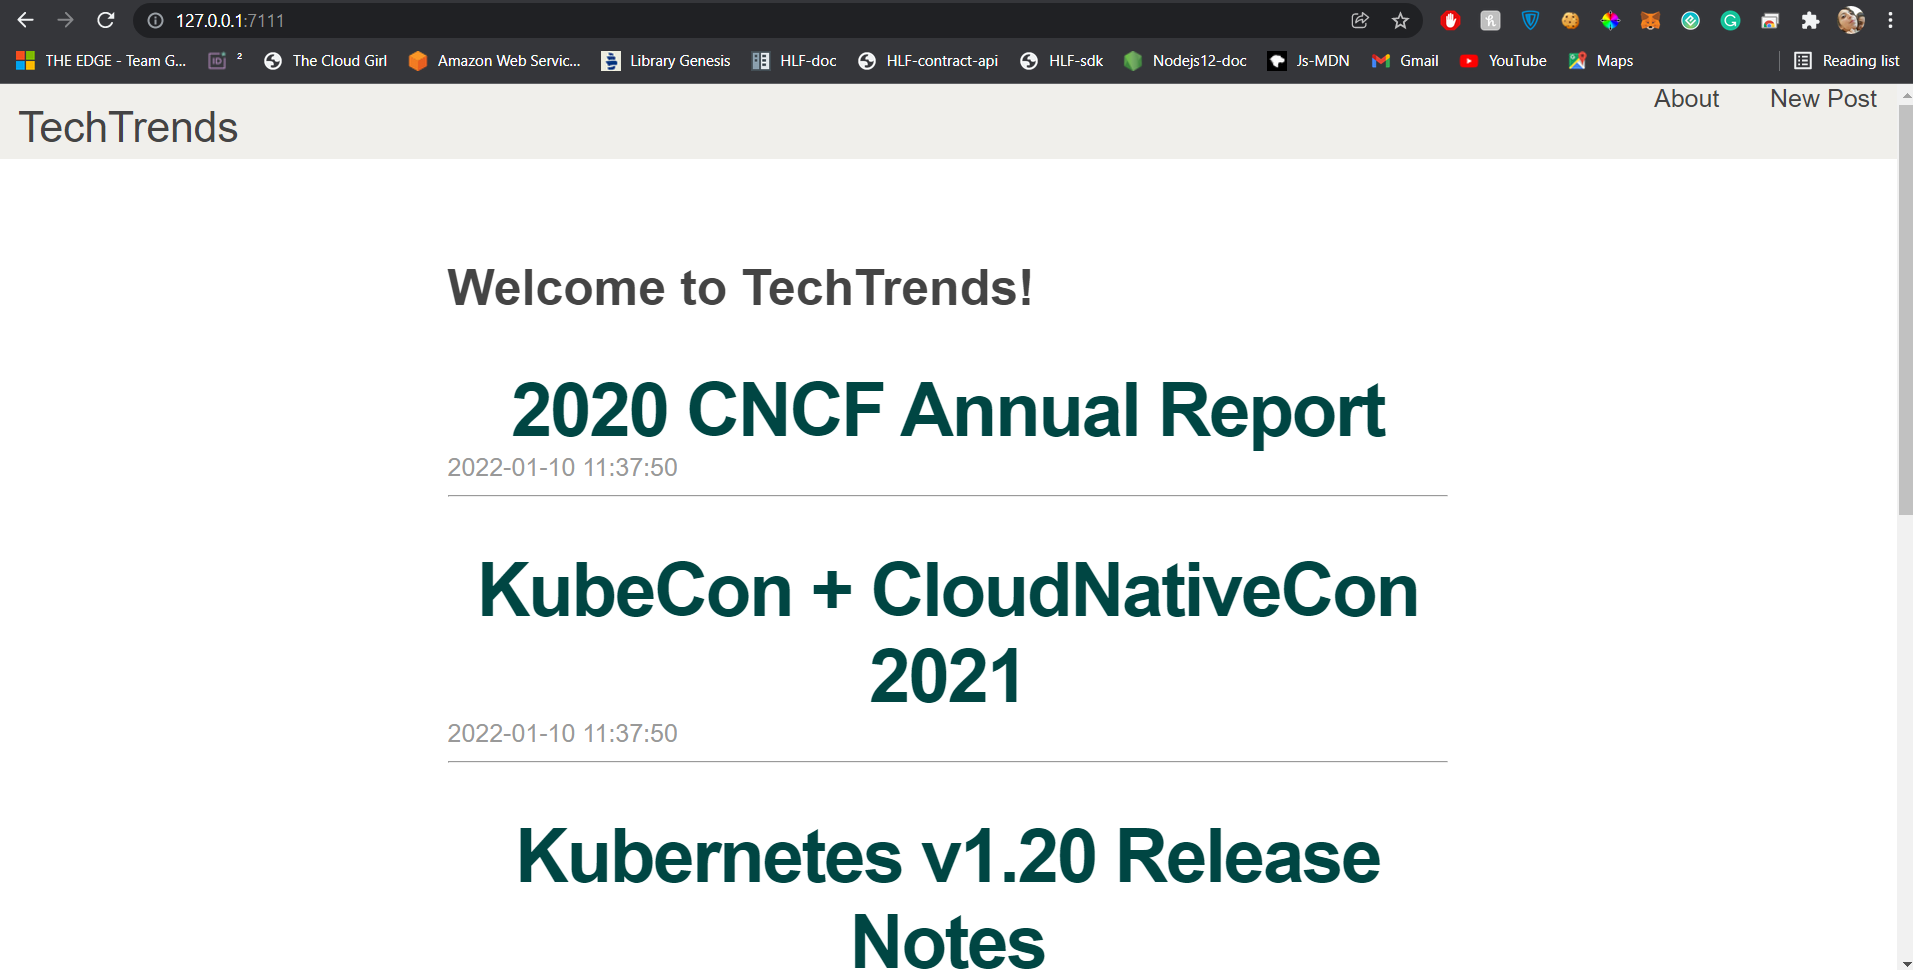 127.0.0.1:7111
THE EDGE - Team G... ID 2 The Cloud Girl Amazon Web Servic... Library Genesis HLF-doc HLF-contract-api HLF-sdk Nodejs12-doc Js-MDN Gmail YouTube Maps Reading list
TechTrends
About New Post
Welcome to TechTrends!
2020 CNCF Annual Report
2022-01-10 11:37:50
KubeCon + CloudNativeCon
2021
2022-01-10 11:37:50
Kubernetes v1.20 Release
Notes